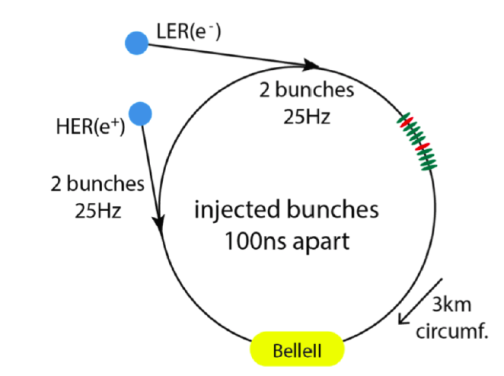 LER(e⁻)
2 bunches
25Hz
HER(e⁺)
2 bunches
25Hz
injected bunches
100ns apart
3km
circumf.
BelleII